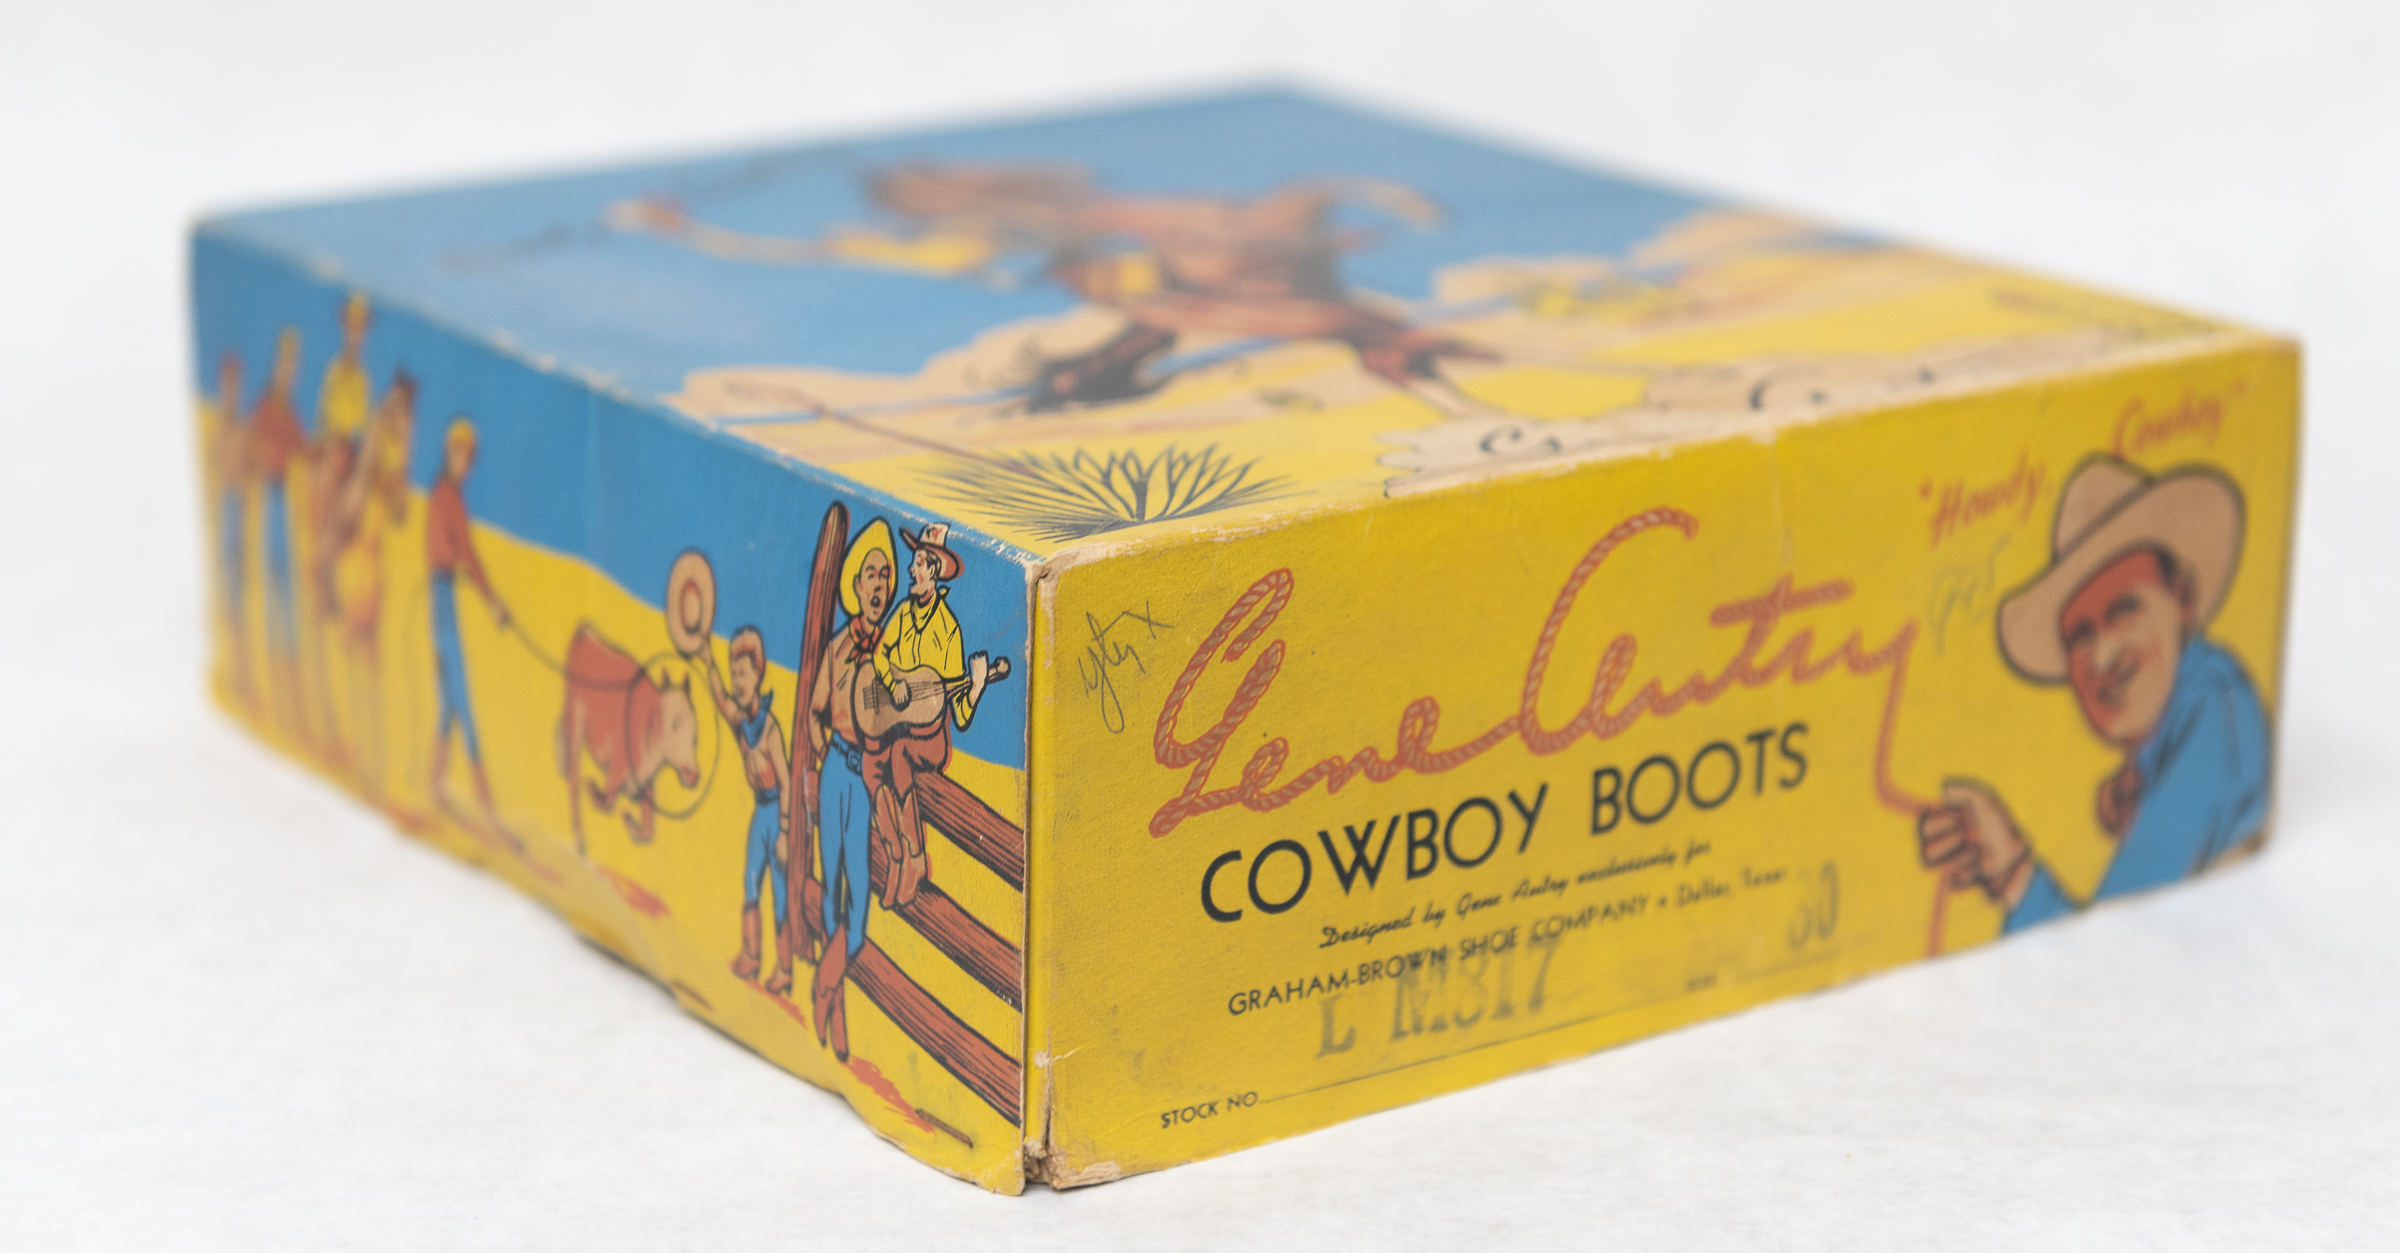 "Howdy, Cowboy"
Gene Autry
COWBOY BOOTS
Designed by Gene Autry exclusively for
GRAHAM-BROWN SHOE COMPANY • Dallas, Texas
L M317 30
STOCK NO.